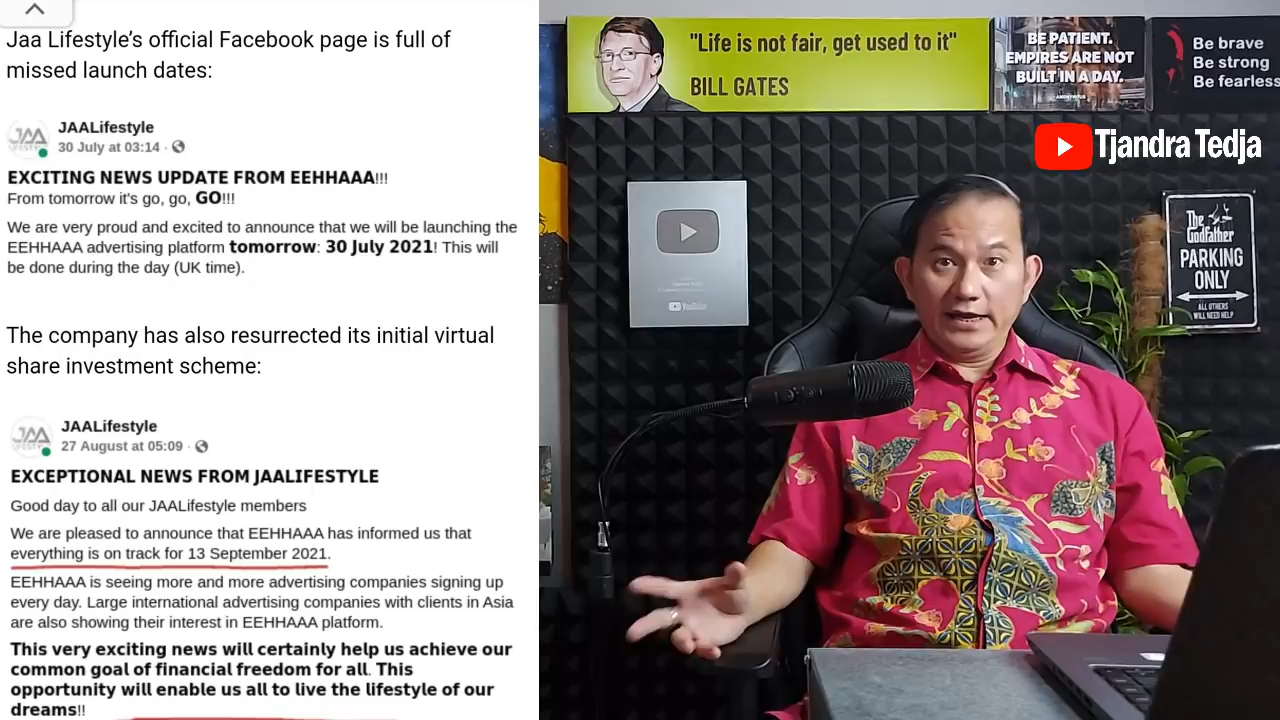 Jaa Lifestyle’s official Facebook page is full of
missed launch dates:
JAALifestyle
30 July at 03:14 ·
EXCITING NEWS UPDATE FROM EEHHAAA!!!
From tomorrow it's go, go, GO!!!
We are very proud and excited to announce that we will be launching the
EEHHAAA advertising platform tomorrow: 30 July 2021! This will
be done during the day (UK time).
The company has also resurrected its initial virtual
share investment scheme:
JAALifestyle
27 August at 05:09 ·
EXCEPTIONAL NEWS FROM JAALIFESTYLE
Good day to all our JAALifestyle members
We are pleased to announce that EEHHAAA has informed us that
everything is on track for 13 September 2021.
EEHHAAA is seeing more and more advertising companies signing up
every day. Large international advertising companies with clients in Asia
are also showing their interest in EEHHAAA platform.
This very exciting news will certainly help us achieve our
common goal of financial freedom for all. This
opportunity will enable us all to live the lifestyle of our
dreams!!
"Life is not fair, get used to it"
BILL GATES
BE PATIENT.
EMPIRES ARE NOT
BUILT IN A DAY.
Be brave
Be strong
Be fearless
Tjandra Tedja
YouTube
The
Godfather
PARKING
ONLY
ALL OTHERS
WILL NEED HELP